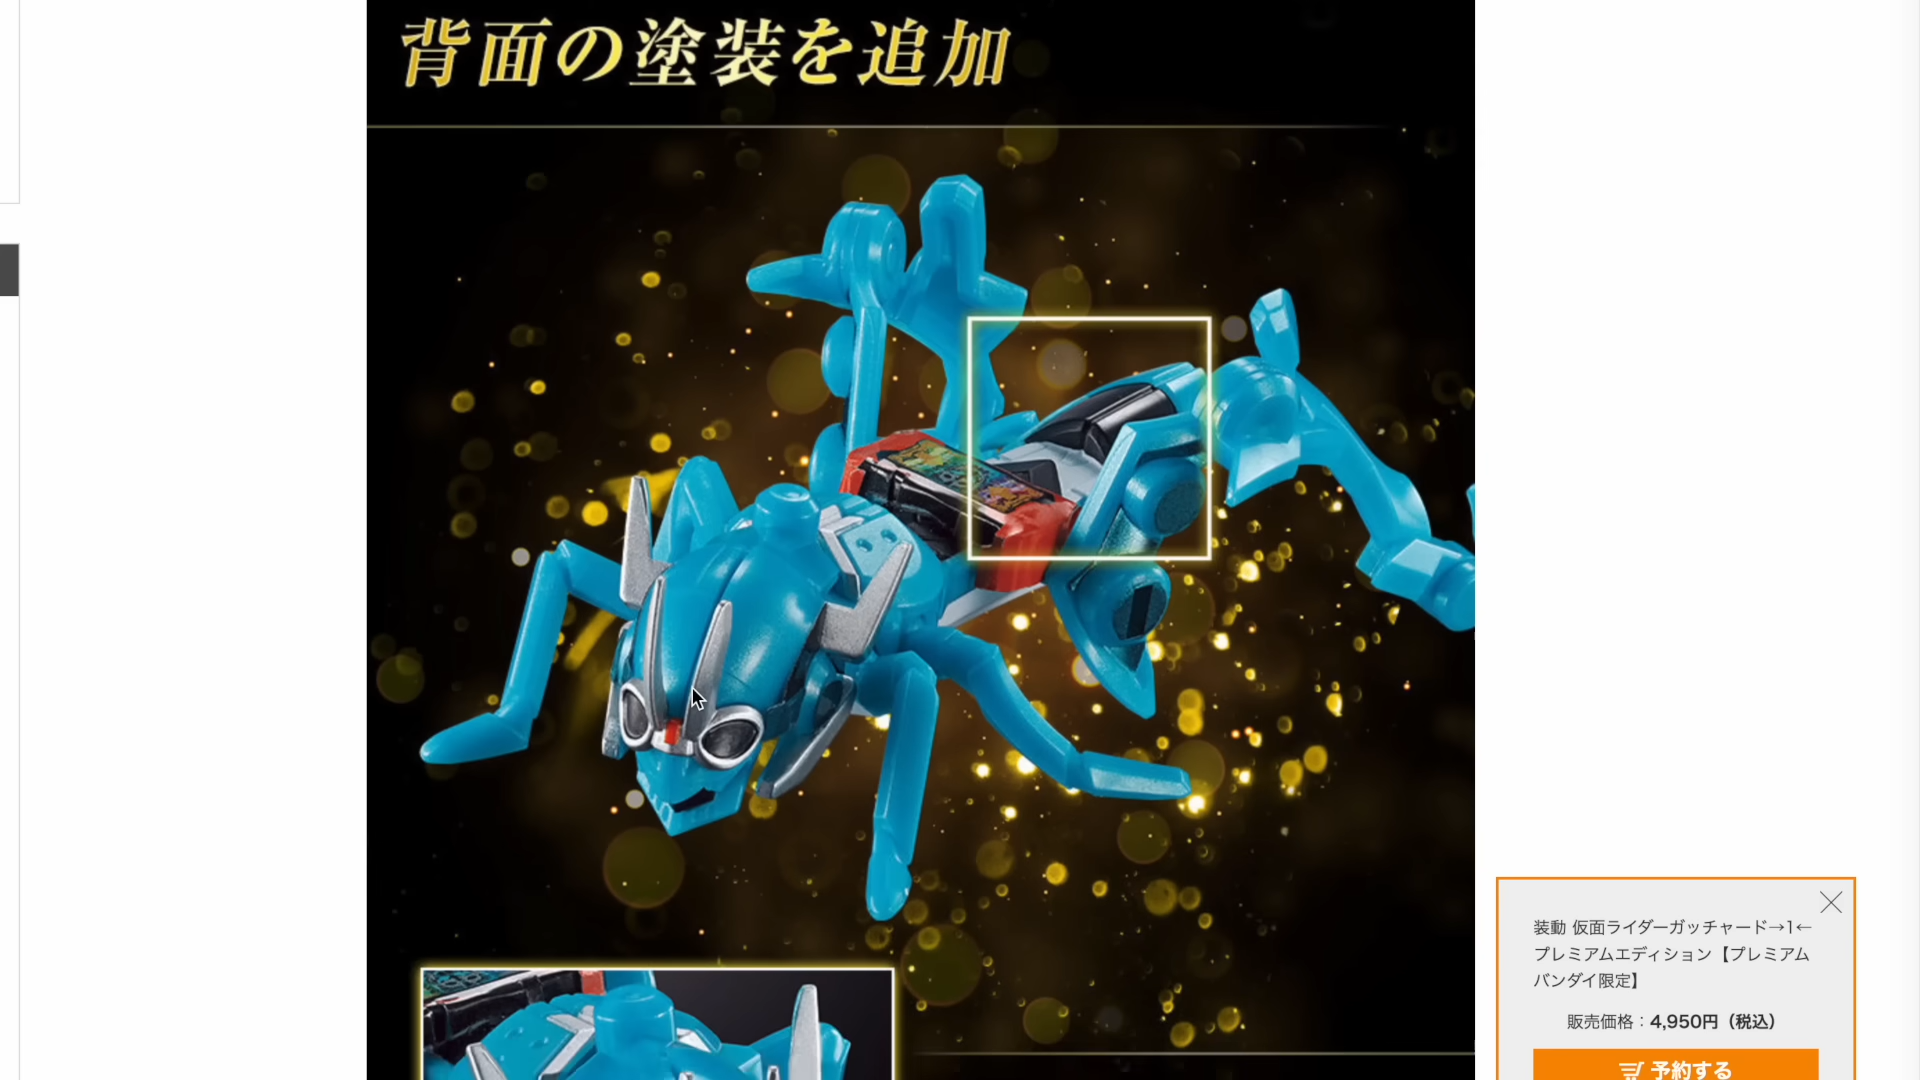 背面の塗装を追加
装動 仮面ライダーガッチャード→1←
プレミアムエディション【プレミアム
バンダイ限定】
販売価格：4,950円（税込）
予約する